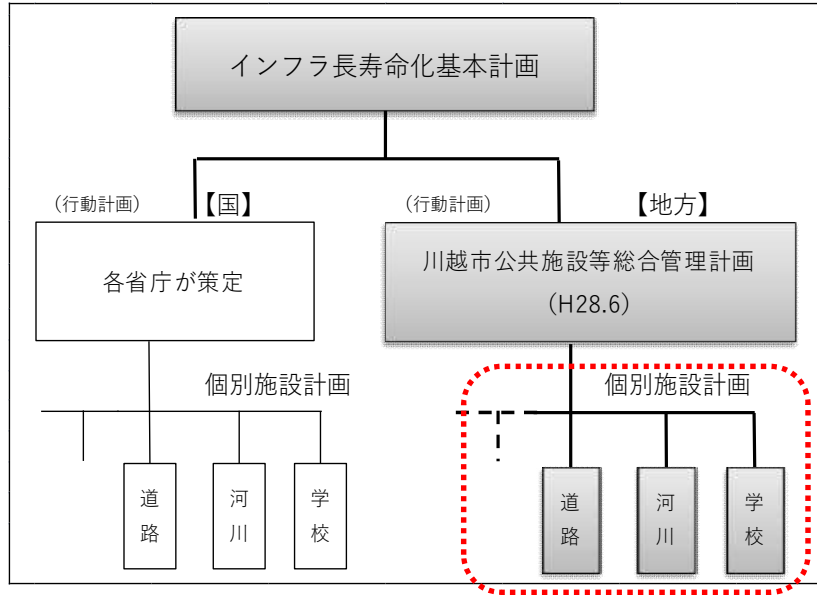 インフラ長寿命化基本計画
(行動計画)
【国】
(行動計画)
【地方】
各省庁が策定
川越市公共施設等総合管理計画
(H28.6)
個別施設計画
個別施設計画
道路
河川
学校
道路
河川
学校